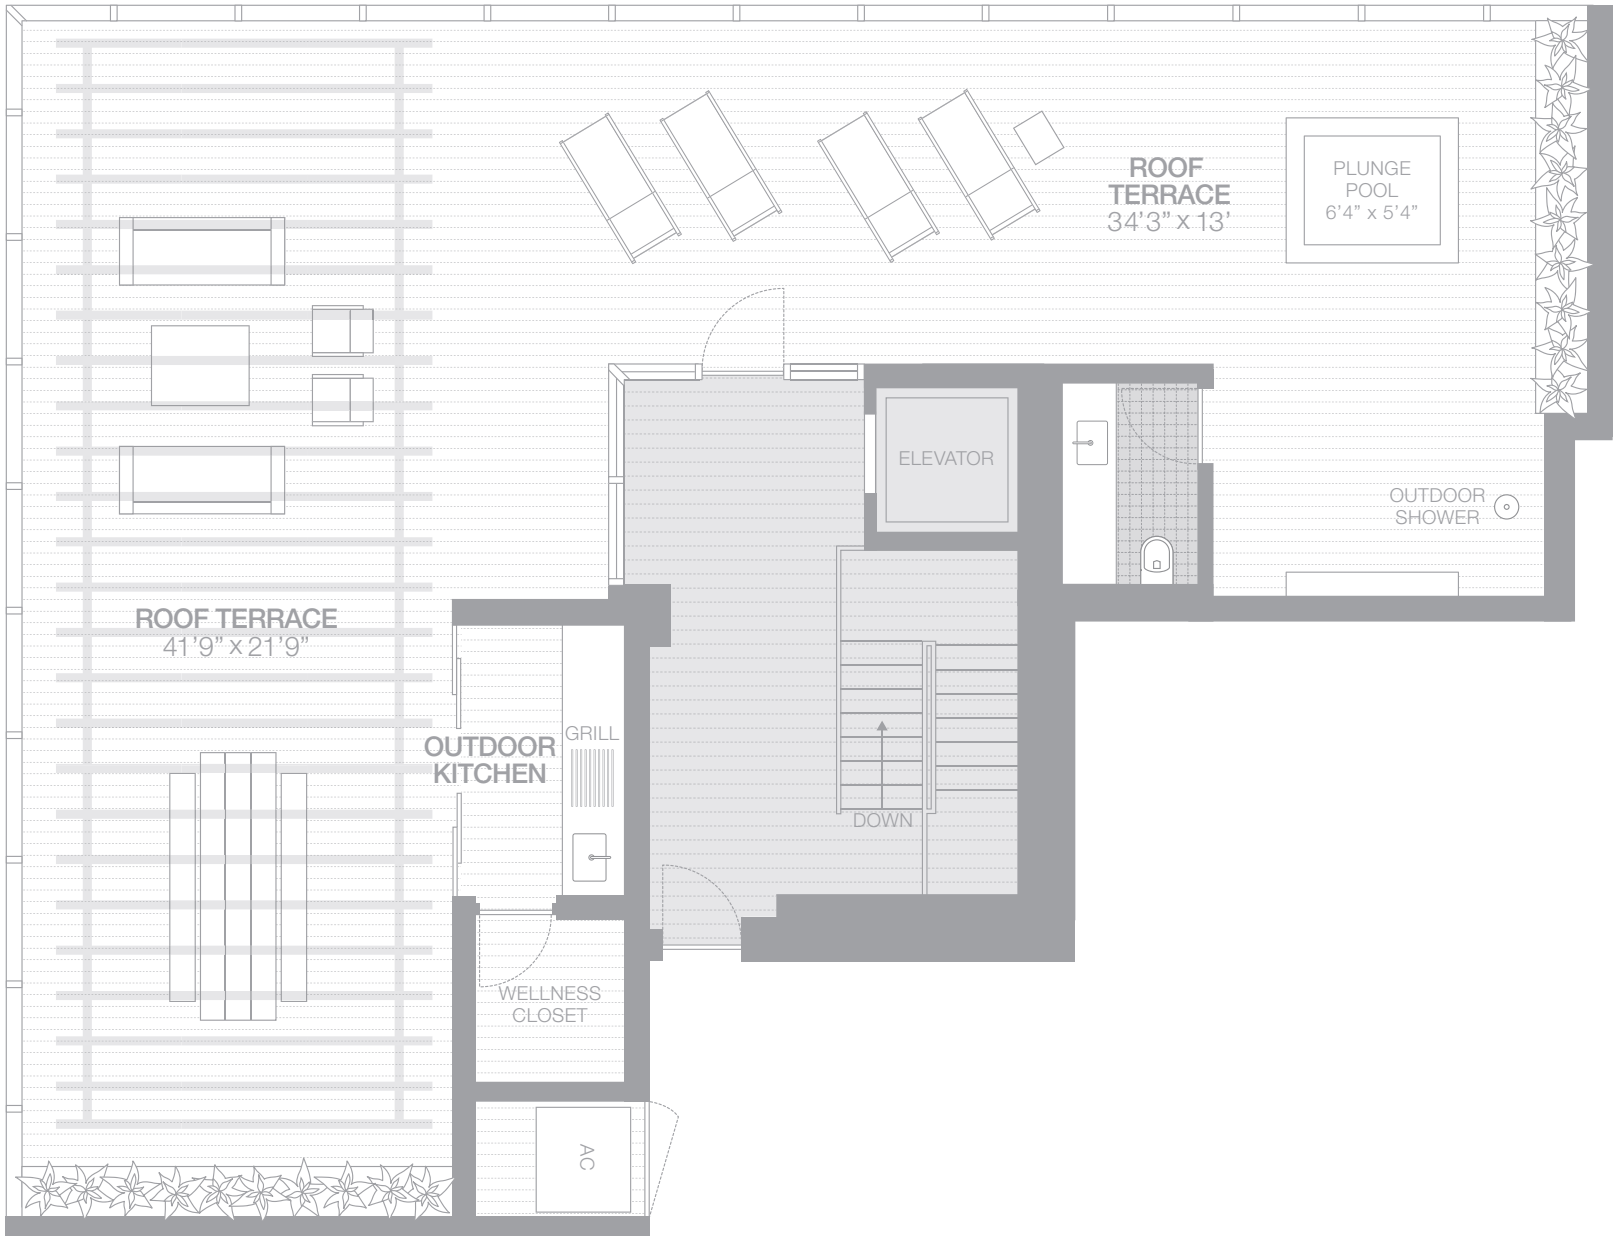 ROOF
TERRACE
34’3” x 13’
PLUNGE
POOL
6’4” x 5’4”
ELEVATOR
OUTDOOR
SHOWER
ROOF TERRACE
41’9” x 21’9”
OUTDOOR
KITCHEN
GRILL
DOWN
WELLNESS
CLOSET
AC